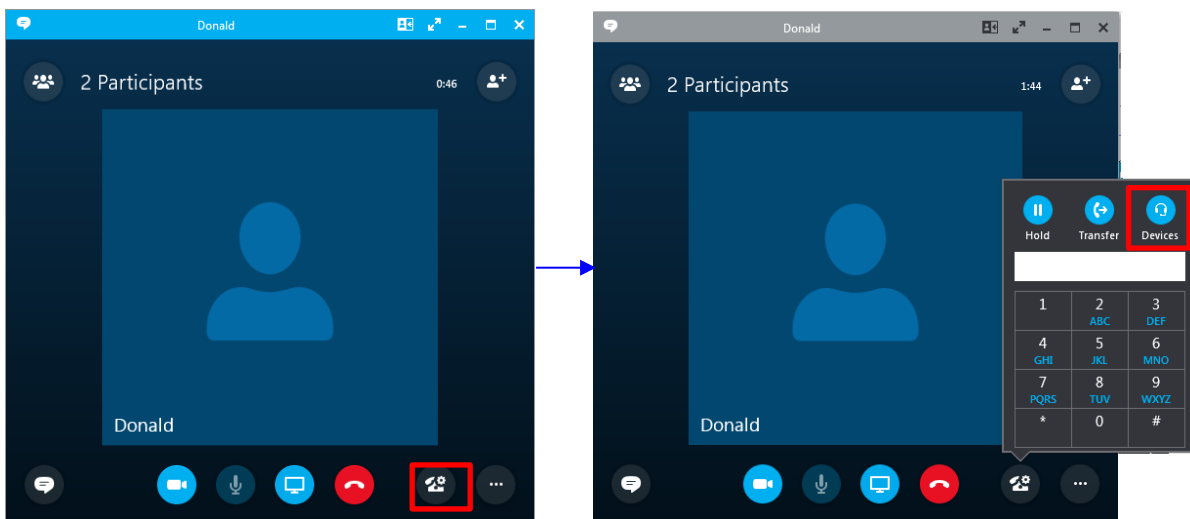 Donald
2 Participants
0:46
Donald
Donald
2 Participants
1:44
Hold Transfer Devices
1 2 3
ABC DEF
4 5 6
GHI JKL MNO
7 8 9
PQRS TUV WXYZ
* 0 #
Donald